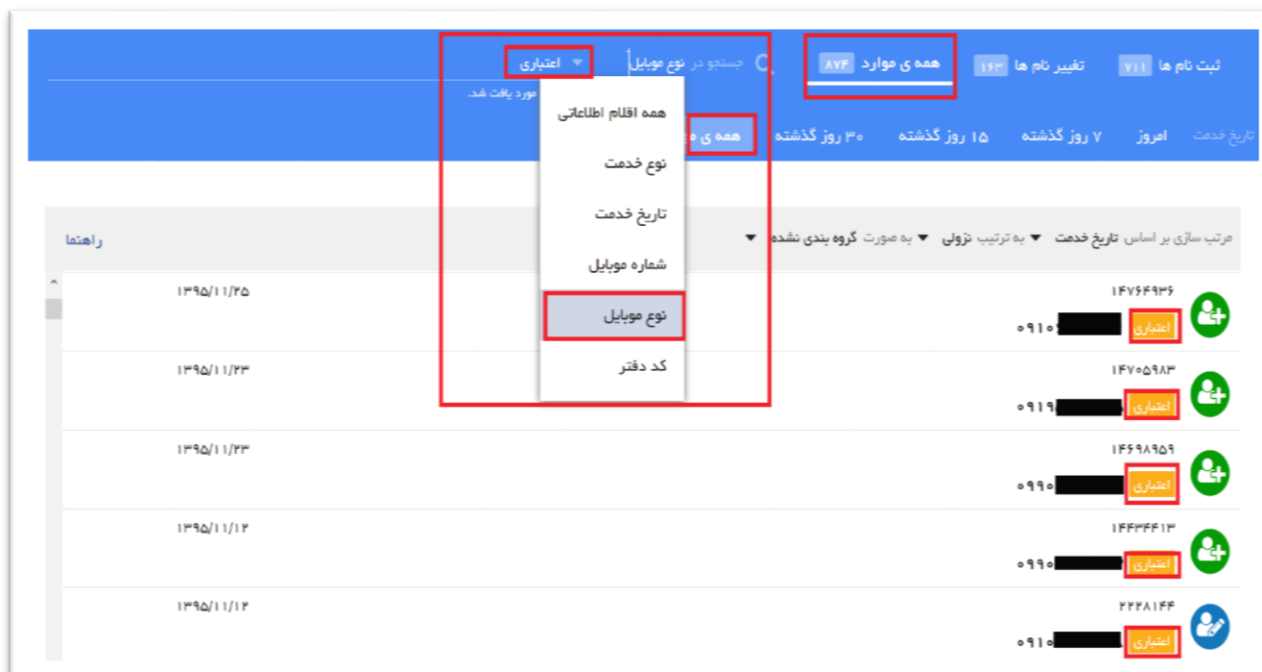 ثبت نام ها ۷۱۱ تغییر نام ها ۱۶۳ همه ی موارد ۸۷۴ جستجو در نوع موبایل اعتباری
مورد یافت شد.
تاریخ خدمت امروز ۷ روز گذشته ۱۵ روز گذشته ۳۰ روز گذشته همه ی
همه اقلام اطلاعاتی
نوع خدمت
تاریخ خدمت
شماره موبایل
نوع موبایل
کد دفتر
مرتب سازی بر اساس تاریخ خدمت به ترتیب نزولی به صورت گروه بندی نشده راهنما
۱۴۷۶۴۹۳۶ ۱۳۹۵/۱۱/۲۵
اعتباری ۰۹۱۰
۱۴۷۰۵۹۸۳ ۱۳۹۵/۱۱/۲۳
اعتباری ۰۹۱۹
۱۴۶۹۸۹۵۹ ۱۳۹۵/۱۱/۲۳
اعتباری ۰۹۹۰
۱۴۴۳۴۴۱۳ ۱۳۹۵/۱۱/۱۲
اعتباری ۰۹۹۰
۲۲۲۸۱۴۴ ۱۳۹۵/۱۱/۱۲
اعتباری ۰۹۱۰